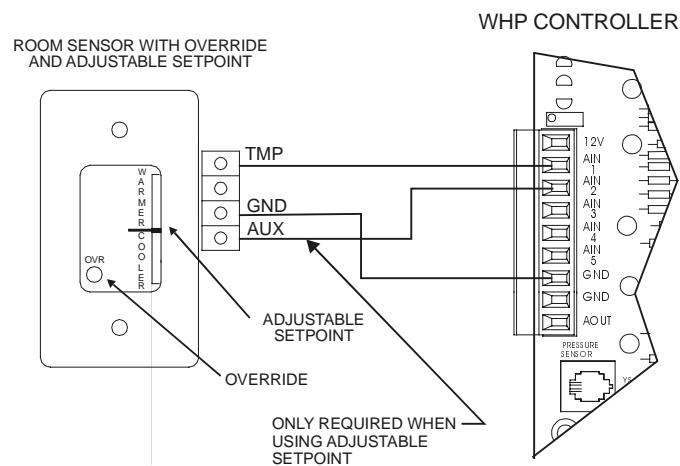 WHP CONTROLLER
ROOM SENSOR WITH OVERRIDE
AND ADJUSTABLE SETPOINT
TMP
GND
AUX
WARMER COOLER
OVR
ADJUSTABLE
SETPOINT
OVERRIDE
ONLY REQUIRED WHEN
USING ADJUSTABLE
SETPOINT
12V
AIN
1
AIN
2
AIN
3
AIN
4
AIN
5
GND
GND
AOUT
PRESSURE
SENSOR